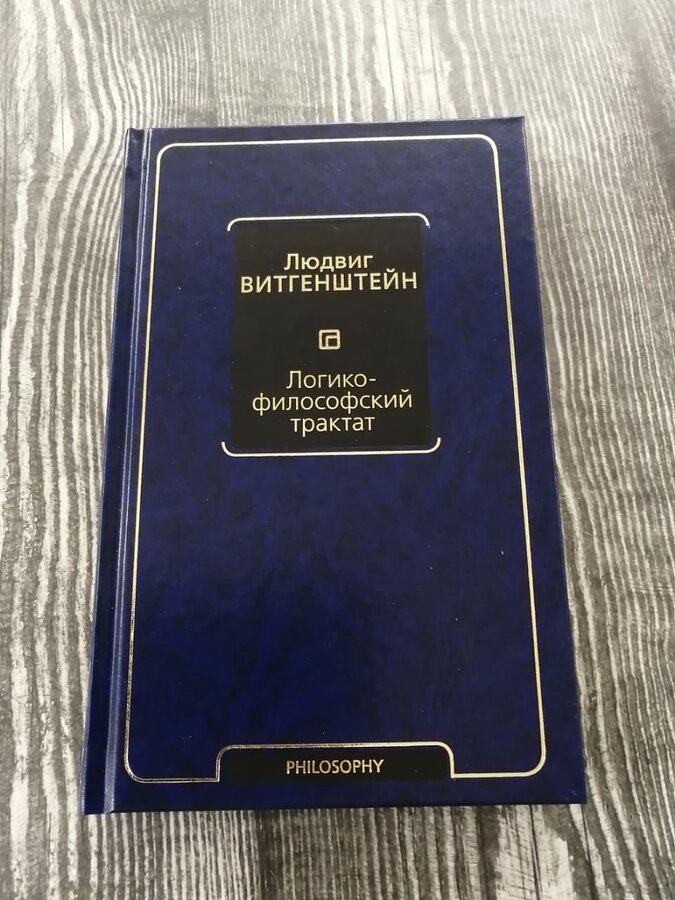 Людвиг
ВИТГЕНШТЕЙН
Логико-
философский
трактат
PHILOSOPHY